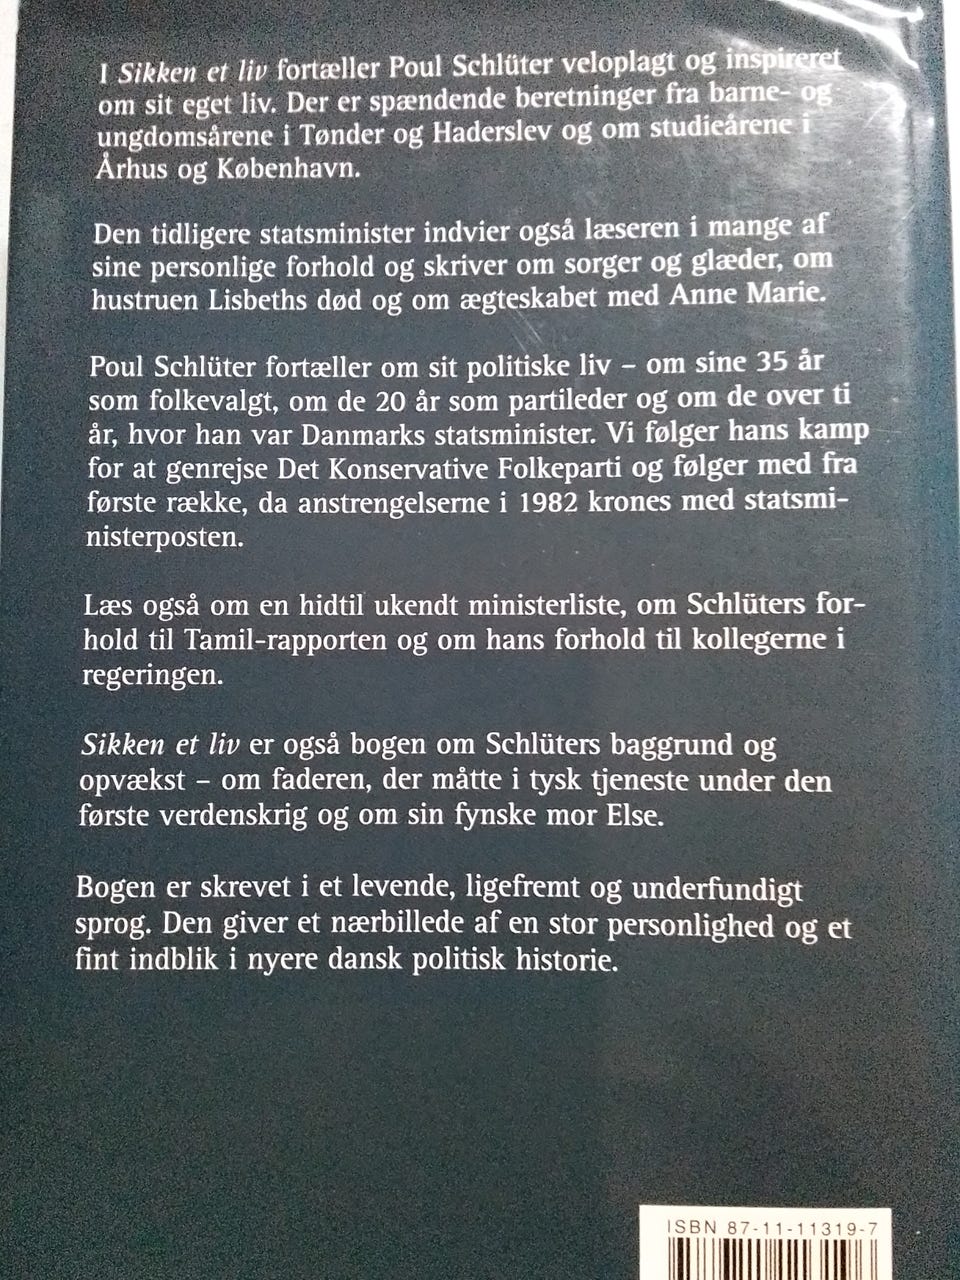 I Sikken et liv fortæller Poul Schlüter veloplagt og inspireret
om sit eget liv. Der er spændende beretninger fra barne- og
ungdomsårene i Tønder og Haderslev og om studieårene i
Århus og København.
Den tidligere statsminister indvier også læseren i mange af
sine personlige forhold og skriver om sorger og glæder, om
hustruen Lisbeths død og om ægteskabet med Anne Marie.
Poul Schlüter fortæller om sit politiske liv – om sine 35 år
som folkevalgt, om de 20 år som partileder og om de over ti
år, hvor han var Danmarks statsminister. Vi følger hans kamp
for at genrejse Det Konservative Folkeparti og følger med fra
første række, da anstrengelserne i 1982 krones med statsmi-
nisterposten.
Læs også om en hidtil ukendt ministerliste, om Schlüters for-
hold til Tamil-rapporten og om hans forhold til kollegerne i
regeringen.
Sikken et liv er også bogen om Schlüters baggrund og
opvækst – om faderen, der måtte i tysk tjeneste under den
første verdenskrig og om sin fynske mor Else.
Bogen er skrevet i et levende, ligefremt og underfundigt
sprog. Den giver et nærbillede af en stor personlighed og et
fint indblik i nyere dansk politisk historie.
ISBN 87-11-11319-7